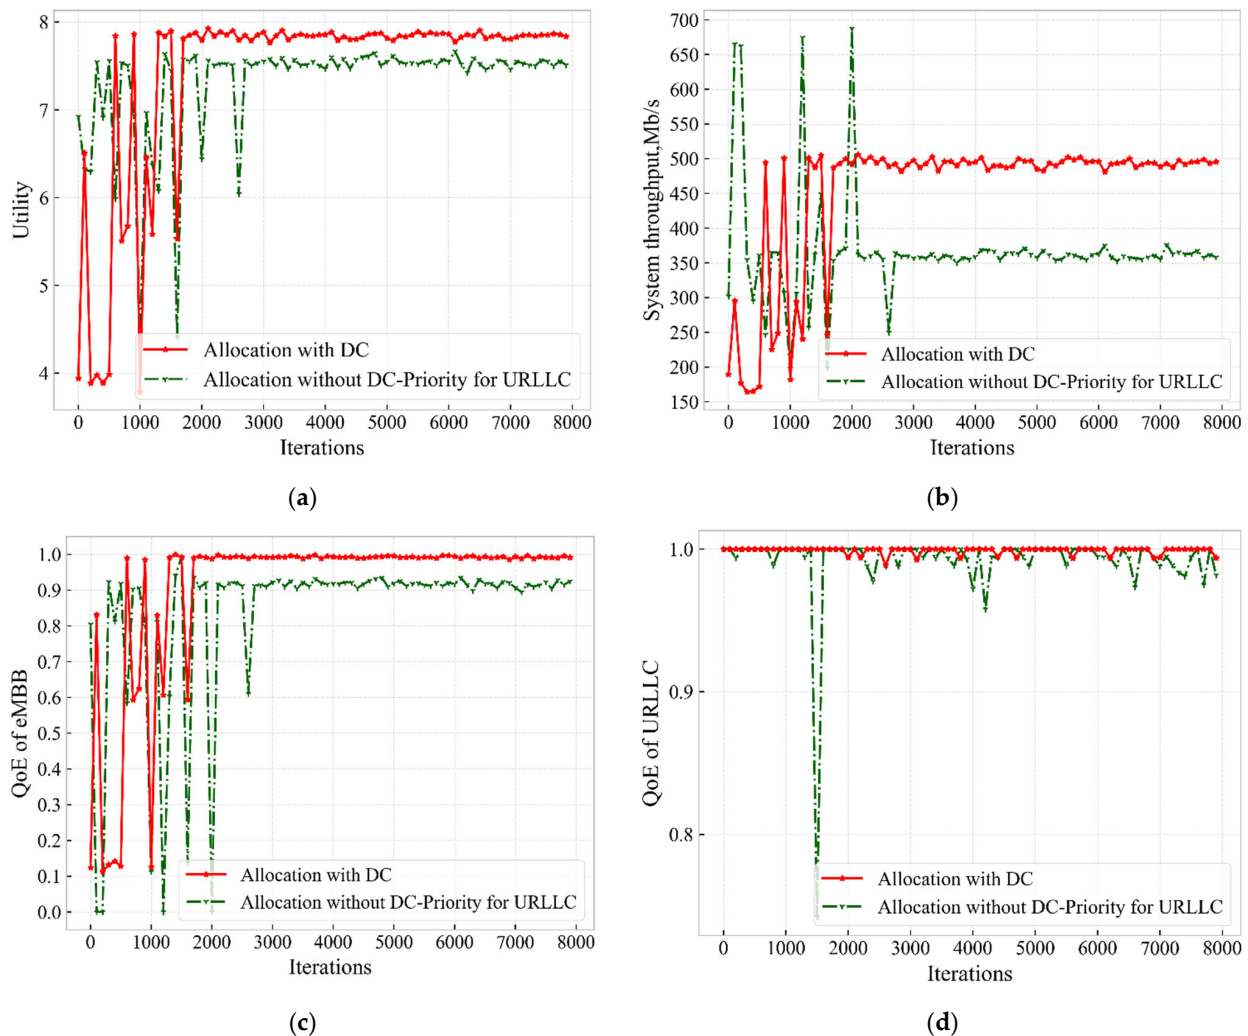 8
7
6
5
4
Utility
Allocation with DC
Allocation without DC-Priority for URLLC
0 1000 2000 3000 4000 5000 6000 7000 8000
Iterations
(a)
700
650
600
550
500
450
400
350
300
250
200
150
System throughput,Mb/s
Allocation with DC
Allocation without DC-Priority for URLLC
0 1000 2000 3000 4000 5000 6000 7000 8000
Iterations
(b)
1.0
0.9
0.8
0.7
0.6
0.5
0.4
0.3
0.2
0.1
0.0
QoE of eMBB
Allocation with DC
Allocation without DC-Priority for URLLC
0 1000 2000 3000 4000 5000 6000 7000 8000
Iterations
(c)
1.0
0.9
0.8
QoE of URLLC
Allocation with DC
Allocation without DC-Priority for URLLC
0 1000 2000 3000 4000 5000 6000 7000 8000
Iterations
(d)